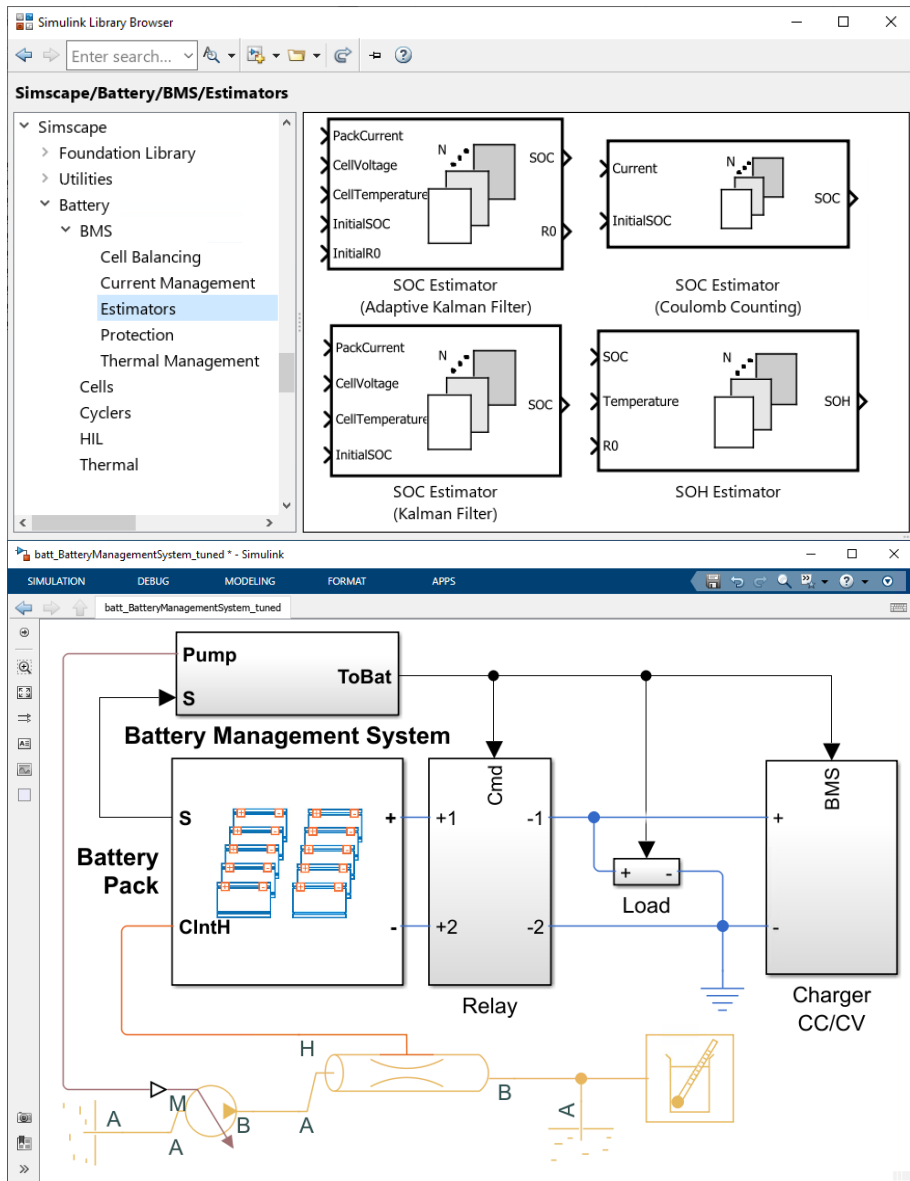 Simulink Library Browser
Enter search...
Simscape/Battery/BMS/Estimators
Simscape
Foundation Library
Utilities
Battery
BMS
Cell Balancing
Current Management
Estimators
Protection
Thermal Management
Cells
Cyclers
HIL
Thermal
PackCurrent
CellVoltage
CellTemperature
InitialSOC
InitialR0
N
SOC
R0
SOC Estimator
(Adaptive Kalman Filter)
Current
InitialSOC
N
SOC
SOC Estimator
(Coulomb Counting)
PackCurrent
CellVoltage
CellTemperature
InitialSOC
N
SOC
SOC Estimator
(Kalman Filter)
SOC
Temperature
R0
N
SOH
SOH Estimator
batt_BatteryManagementSystem_tuned * - Simulink
SIMULATION DEBUG MODELING FORMAT APPS
batt_BatteryManagementSystem_tuned
Pump
S
ToBat
Battery Management System
S
+
-
ClntH
Battery
Pack
Cmd
+1 -1
+2 -2
Relay
+ -
Load
BMS
+
-
Charger
CC/CV
H
A
M
A
B
A
B
A